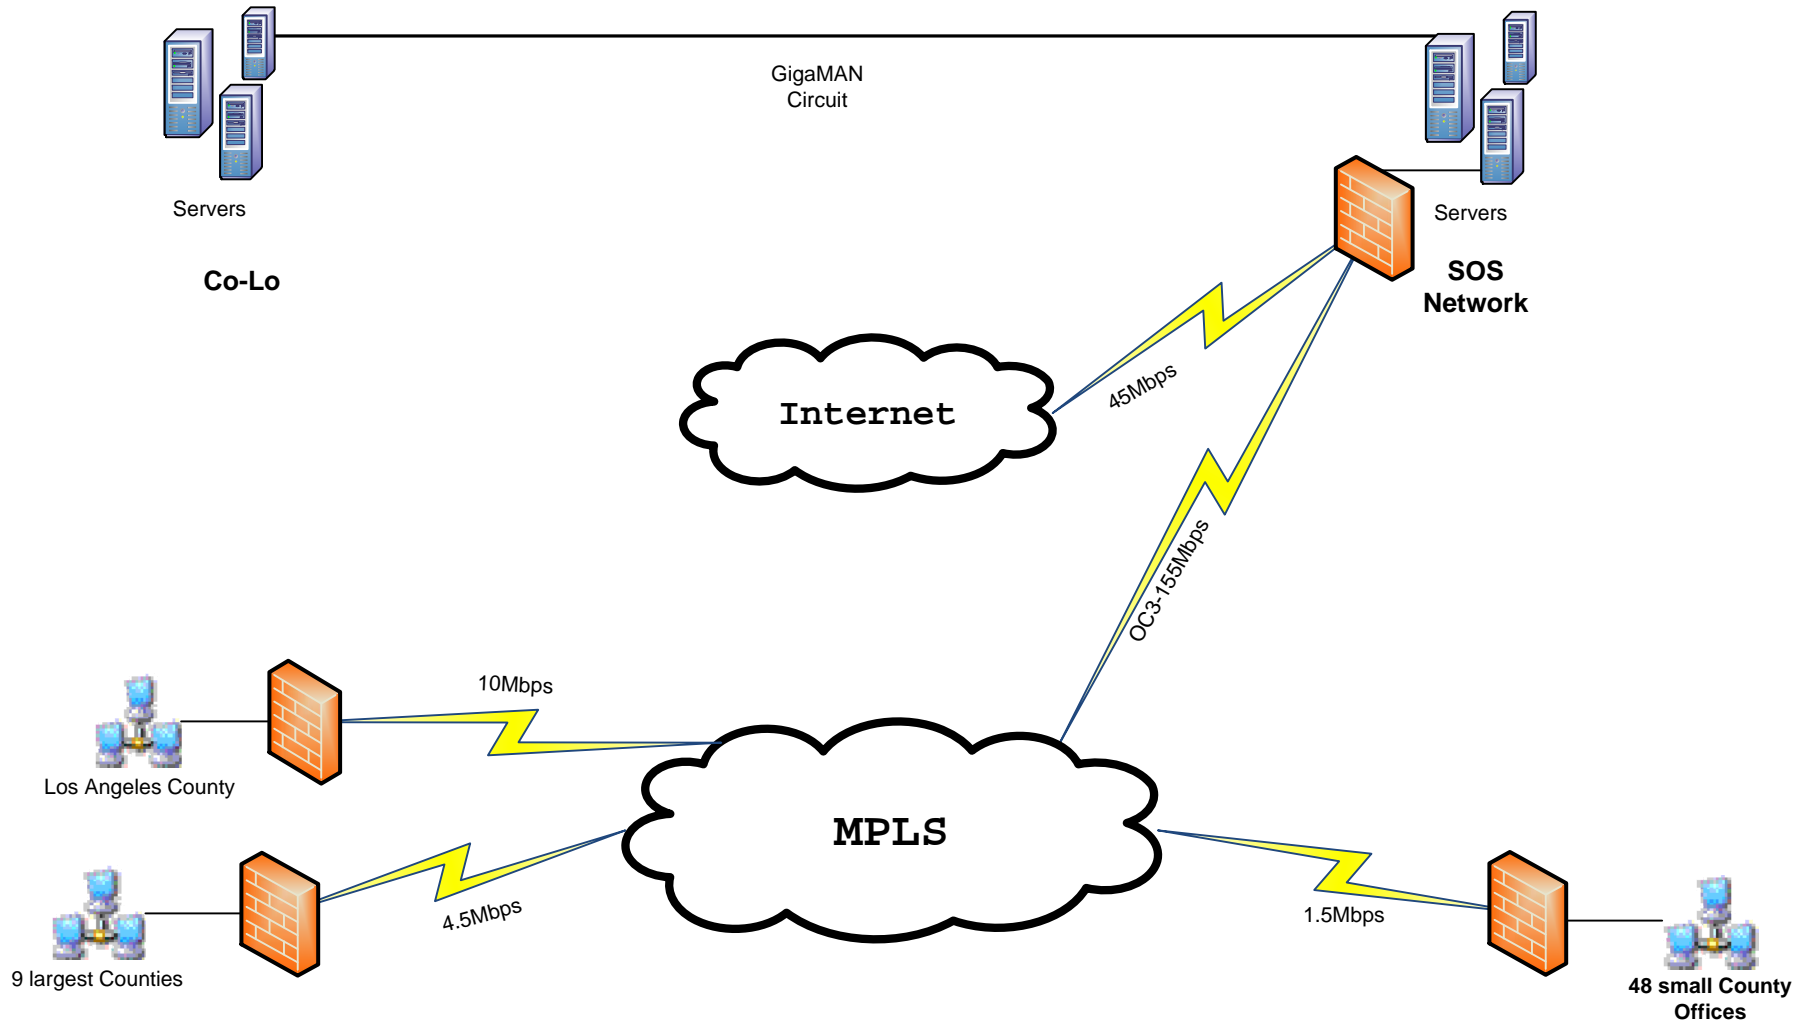 GigaMAN
Circuit
Servers
Servers
Co-Lo
SOS
Network
45Mbps
Internet
OC3-155Mbps
10Mbps
Los Angeles County
MPLS
4.5Mbps
1.5Mbps
9 largest Counties
48 small County
Offices